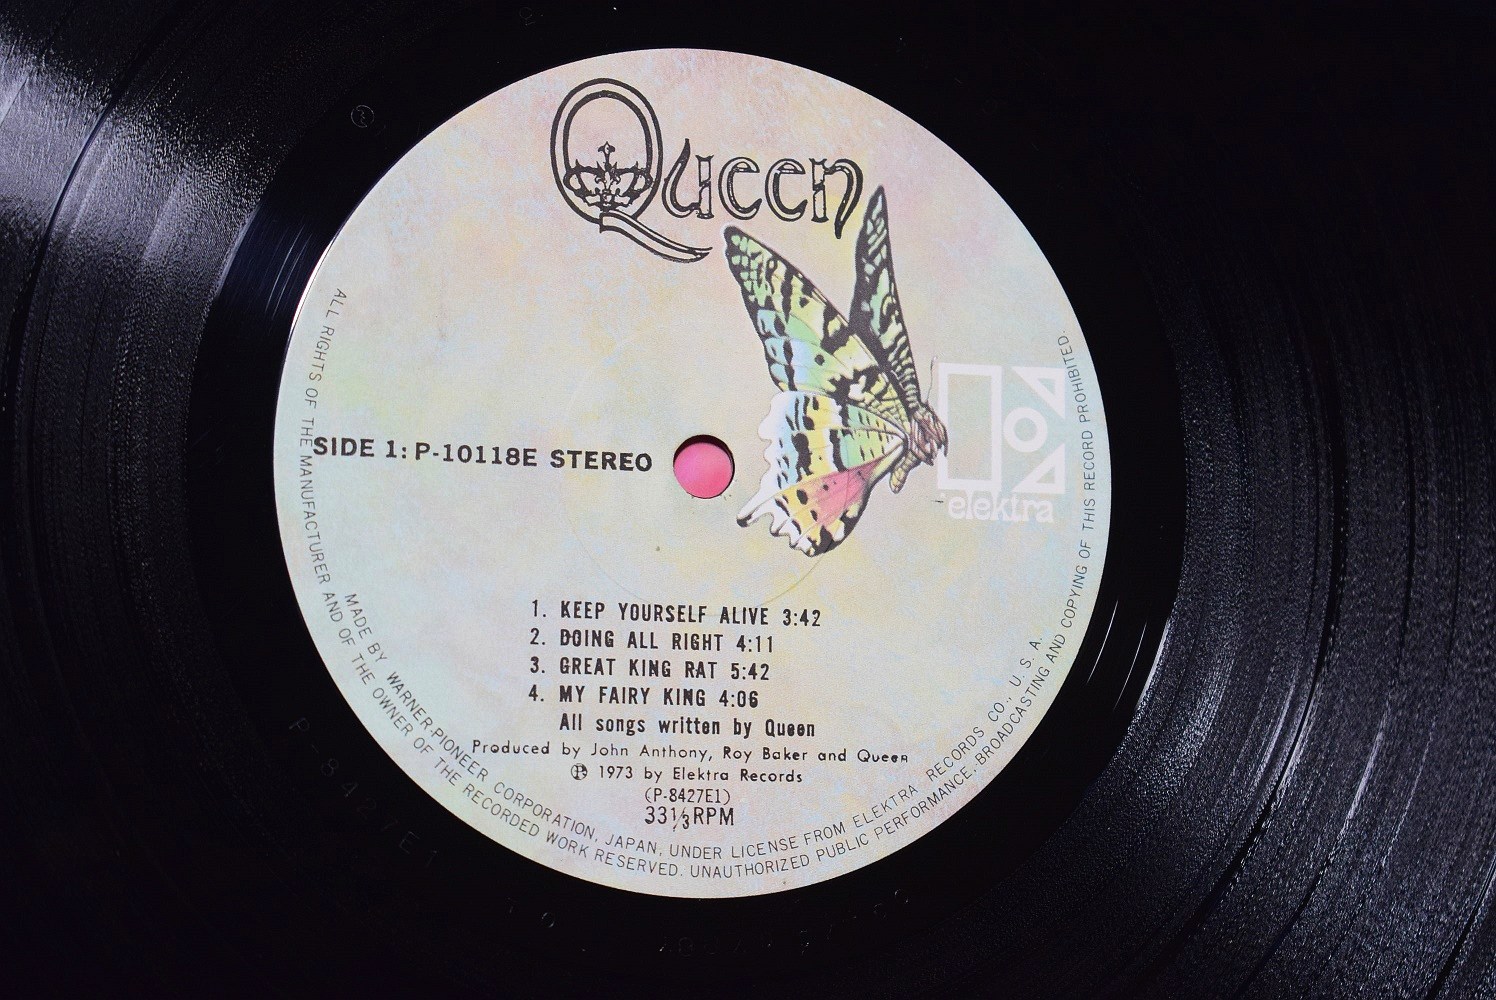 Queen
elektra
SIDE 1: P-10118E STEREO
1. KEEP YOURSELF ALIVE 3:42
2. DOING ALL RIGHT 4:11
3. GREAT KING RAT 5:42
4. MY FAIRY KING 4:06
All songs written by Queen
Produced by John Anthony, Roy Baker and Queen
Ⓟ 1973 by Elektra Records
(P-8427E1)
33⅓RPM
MADE BY WARNER-PIONEER CORPORATION, JAPAN, UNDER LICENSE FROM ELEKTRA RECORDS CO., U. S. A.
ALL RIGHTS OF THE MANUFACTURER AND OF THE OWNER OF THE RECORDED WORK RESERVED. UNAUTHORIZED PUBLIC PERFORMANCE, BROADCASTING AND COPYING OF THIS RECORD PROHIBITED.
P-8427E1